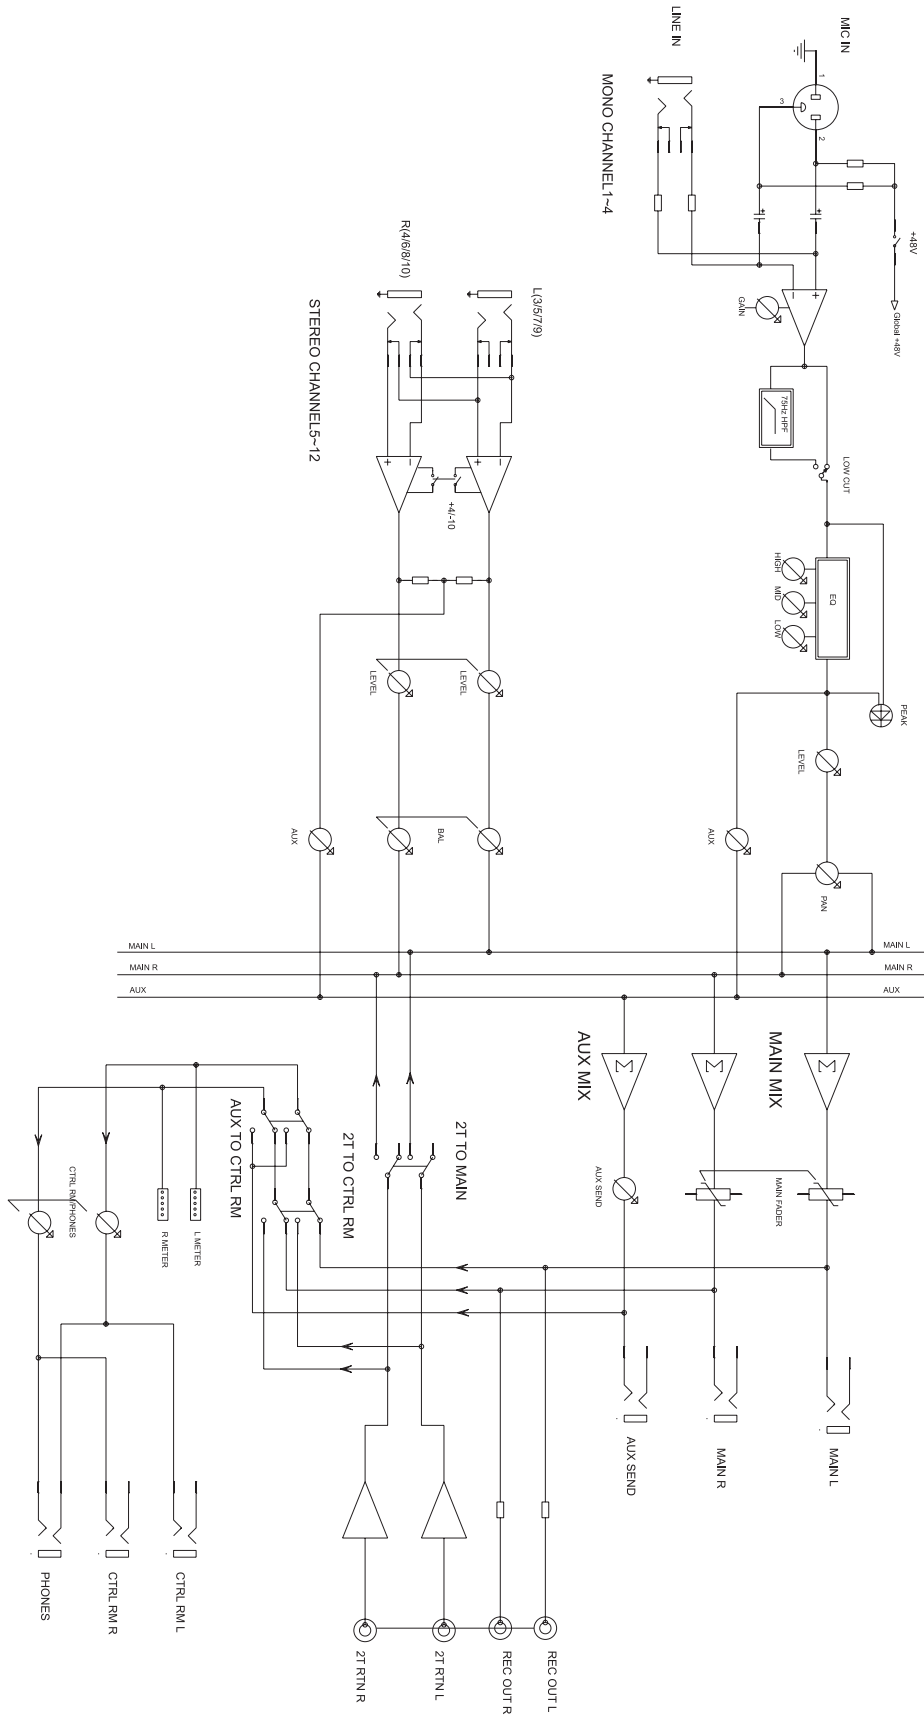 MIC IN
LINE IN
1
2
3
+
+
MONO CHANNEL1~4
+48V
Global +48V
+
−
GAIN
75Hz HPF
LOW CUT
EQ
HIGH
MID
LOW
PEAK
LEVEL
AUX
PAN
L(3/5/7/9)
R(4/6/8/10)
STEREO CHANNEL5~12
−
+
−
+
+4/-10
LEVEL
LEVEL
BAL
AUX
MAIN L
MAIN R
AUX
MAIN L
MAIN R
AUX
MAIN MIX
Σ
Σ
AUX MIX
Σ
MAIN FADER
AUX SEND
MAIN L
MAIN R
AUX SEND
2T TO MAIN
2T TO CTRL RM
AUX TO CTRL RM
L METER
R METER
CTRL RM/PHONES
REC OUT L
REC OUT R
2T RTN L
2T RTN R
CTRL RM L
CTRL RM R
PHONES